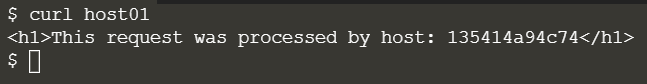 $ curl host01
<h1>This request was processed by host: 135414a94c74</h1>
$